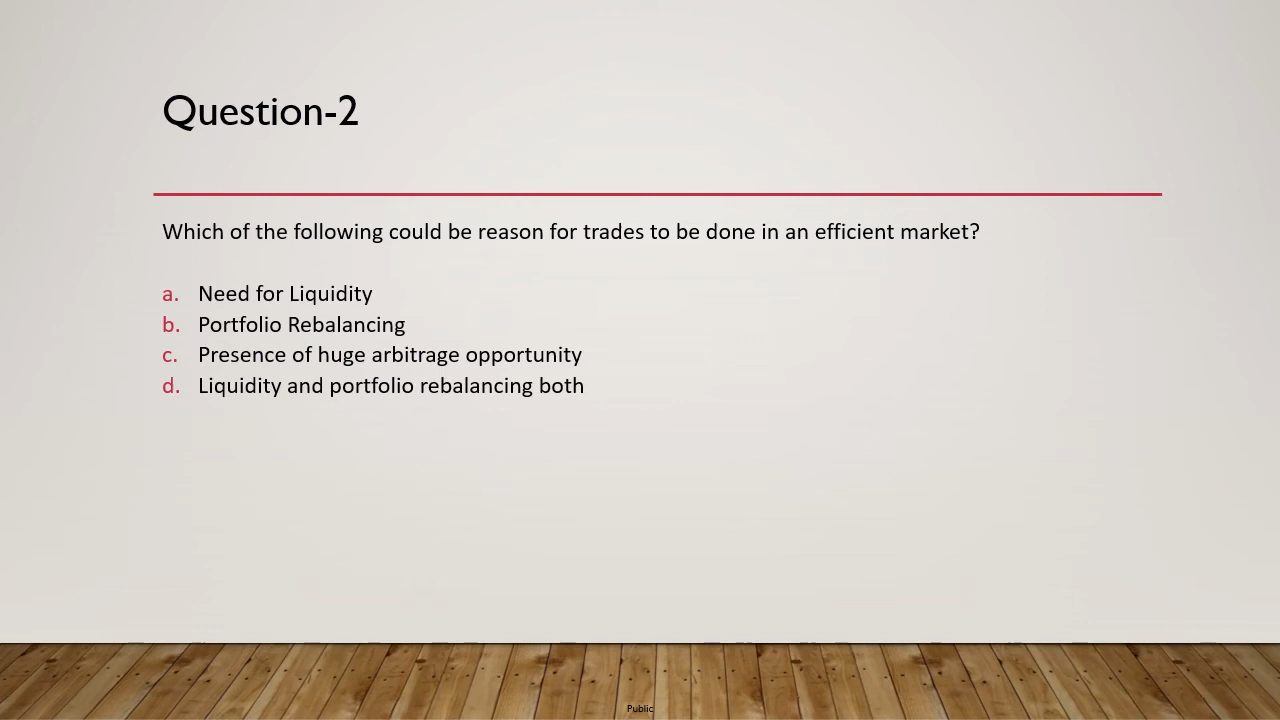 Question-2
Which of the following could be reason for trades to be done in an efficient market?
a. Need for Liquidity
b. Portfolio Rebalancing
c. Presence of huge arbitrage opportunity
d. Liquidity and portfolio rebalancing both
Public